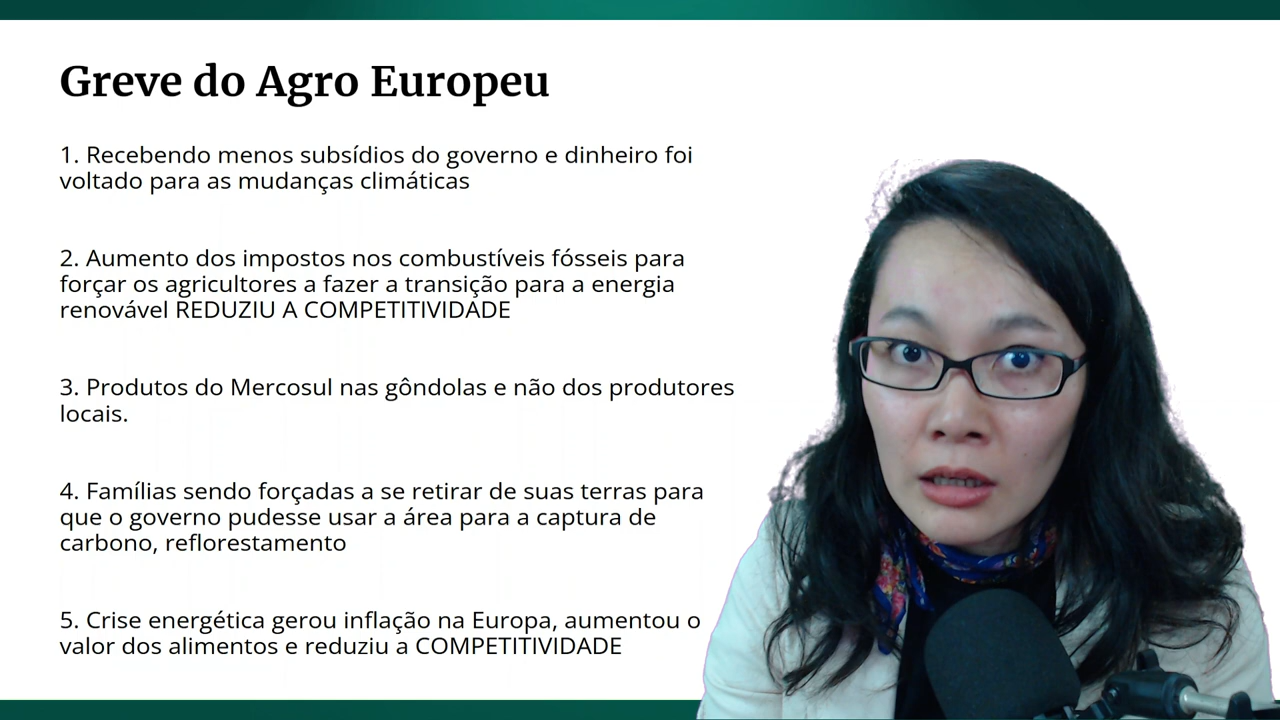 Greve do Agro Europeu
1. Recebendo menos subsídios do governo e dinheiro foi
voltado para as mudanças climáticas
2. Aumento dos impostos nos combustíveis fósseis para
forçar os agricultores a fazer a transição para a energia
renovável REDUZIU A COMPETITIVIDADE
3. Produtos do Mercosul nas gôndolas e não dos produtores
locais.
4. Famílias sendo forçadas a se retirar de suas terras para
que o governo pudesse usar a área para a captura de
carbono, reflorestamento
5. Crise energética gerou inflação na Europa, aumentou o
valor dos alimentos e reduziu a COMPETITIVIDADE